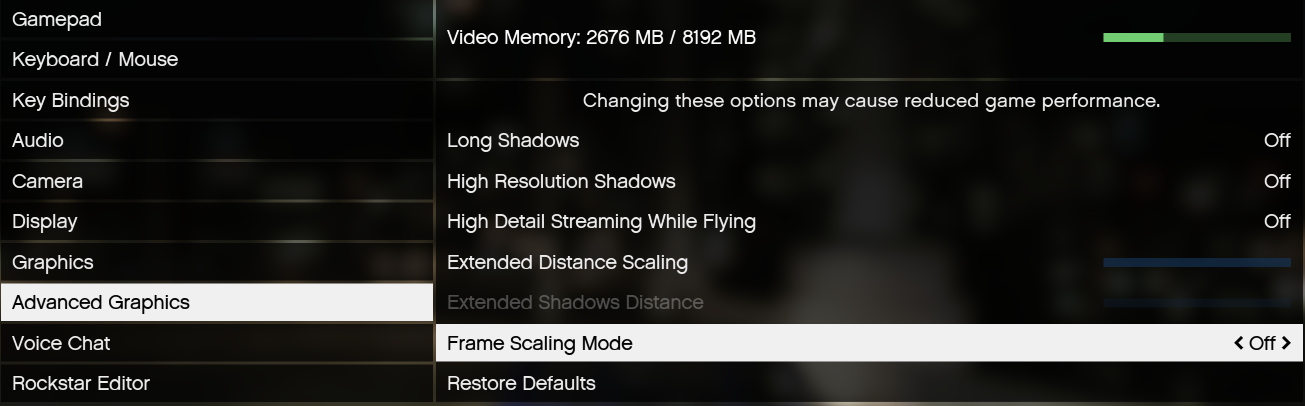 Gamepad
Keyboard / Mouse
Key Bindings
Audio
Camera
Display
Graphics
Advanced Graphics
Voice Chat
Rockstar Editor
Video Memory: 2676 MB / 8192 MB
Changing these options may cause reduced game performance.
Long Shadows Off
High Resolution Shadows Off
High Detail Streaming While Flying Off
Extended Distance Scaling
Extended Shadows Distance
Frame Scaling Mode < Off >
Restore Defaults